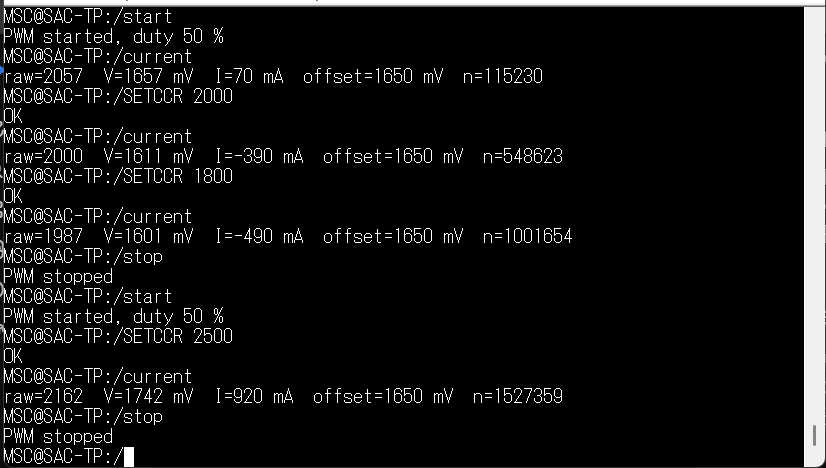 MSC@SAC-TP:/start
PWM started, duty 50 %
MSC@SAC-TP:/current
raw=2057  V=1657 mV  I=70 mA  offset=1650 mV  n=115230
MSC@SAC-TP:/SETCCR 2000
OK
MSC@SAC-TP:/current
raw=2000  V=1611 mV  I=-390 mA  offset=1650 mV  n=548623
MSC@SAC-TP:/SETCCR 1800
OK
MSC@SAC-TP:/current
raw=1987  V=1601 mV  I=-490 mA  offset=1650 mV  n=1001654
MSC@SAC-TP:/stop
PWM stopped
MSC@SAC-TP:/start
PWM started, duty 50 %
MSC@SAC-TP:/SETCCR 2500
OK
MSC@SAC-TP:/current
raw=2162  V=1742 mV  I=920 mA  offset=1650 mV  n=1527359
MSC@SAC-TP:/stop
PWM stopped
MSC@SAC-TP:/